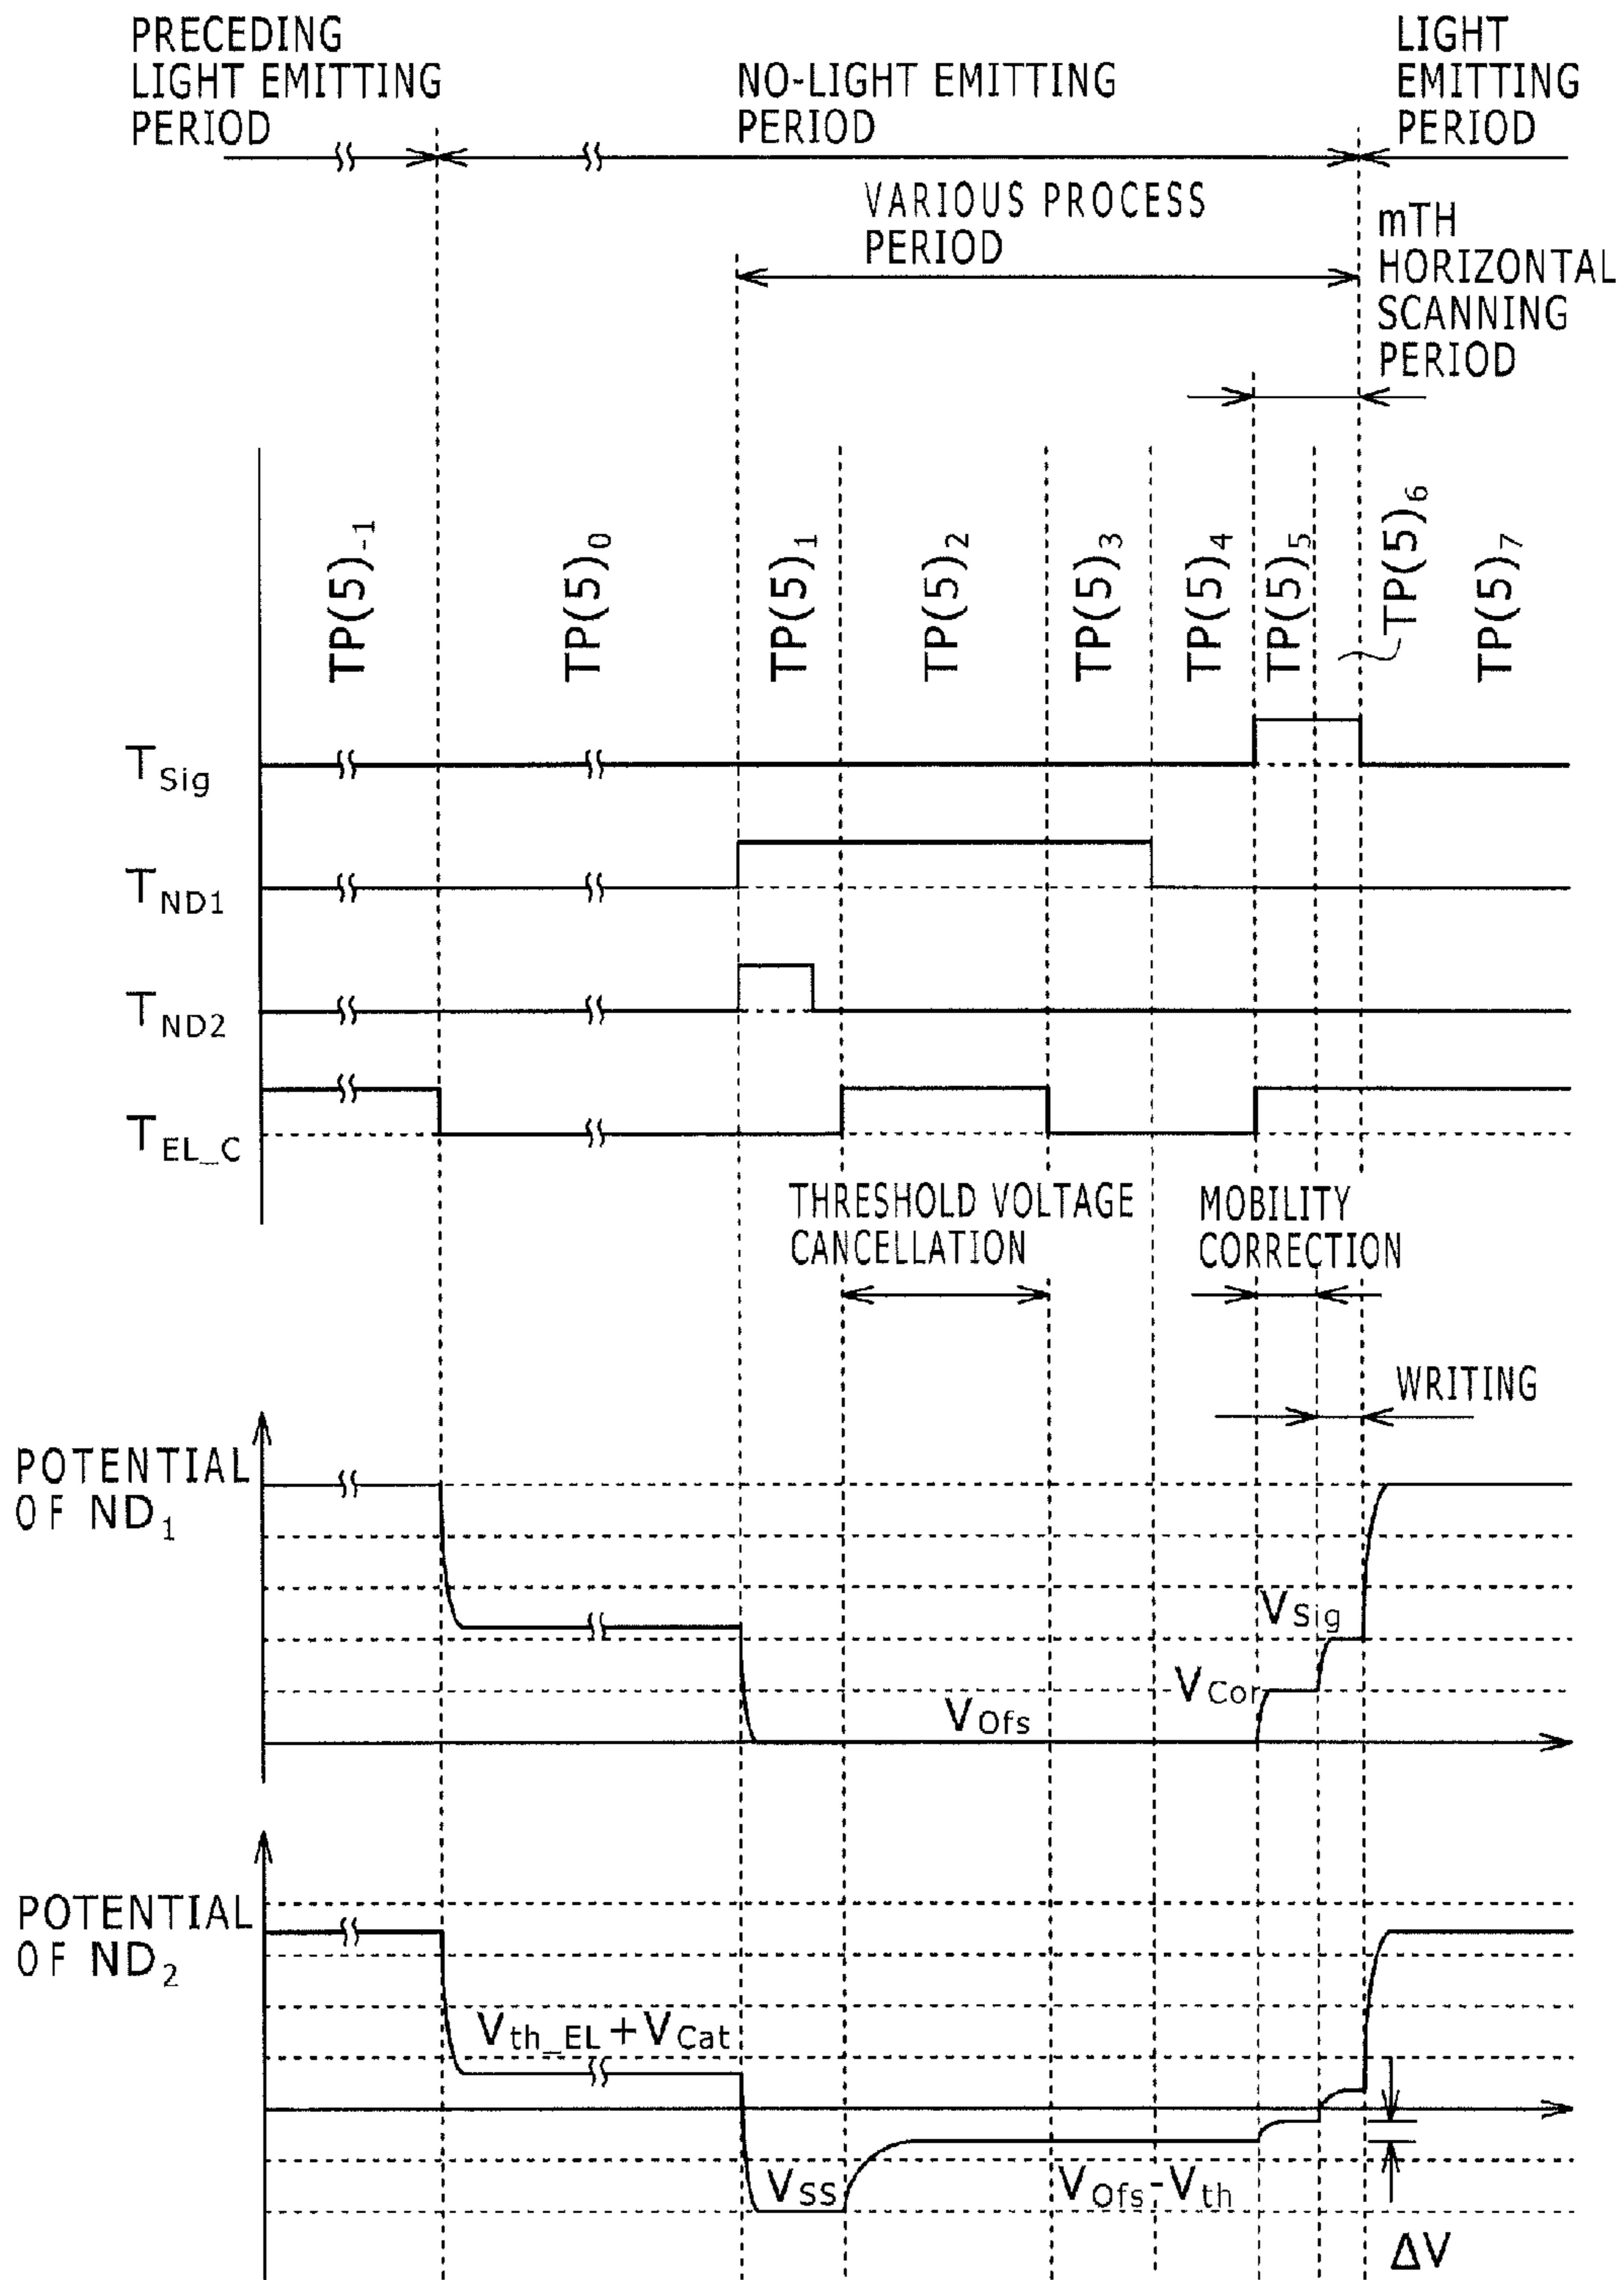 PRECEDING
LIGHT EMITTING
PERIOD
NO-LIGHT EMITTING
PERIOD
LIGHT
EMITTING
PERIOD
VARIOUS PROCESS
PERIOD
mTH
HORIZONTAL
SCANNING
PERIOD
TP(5)-1
TP(5)0
TP(5)1
TP(5)2
TP(5)3
TP(5)4
TP(5)5
TP(5)6
TP(5)7
TSig
TND1
TND2
TEL_C
THRESHOLD VOLTAGE
CANCELLATION
MOBILITY
CORRECTION
WRITING
POTENTIAL
OF ND1
VSig
VCor
VOfs
POTENTIAL
OF ND2
Vth_EL+VCat
VSS
VOfs-Vth
ΔV